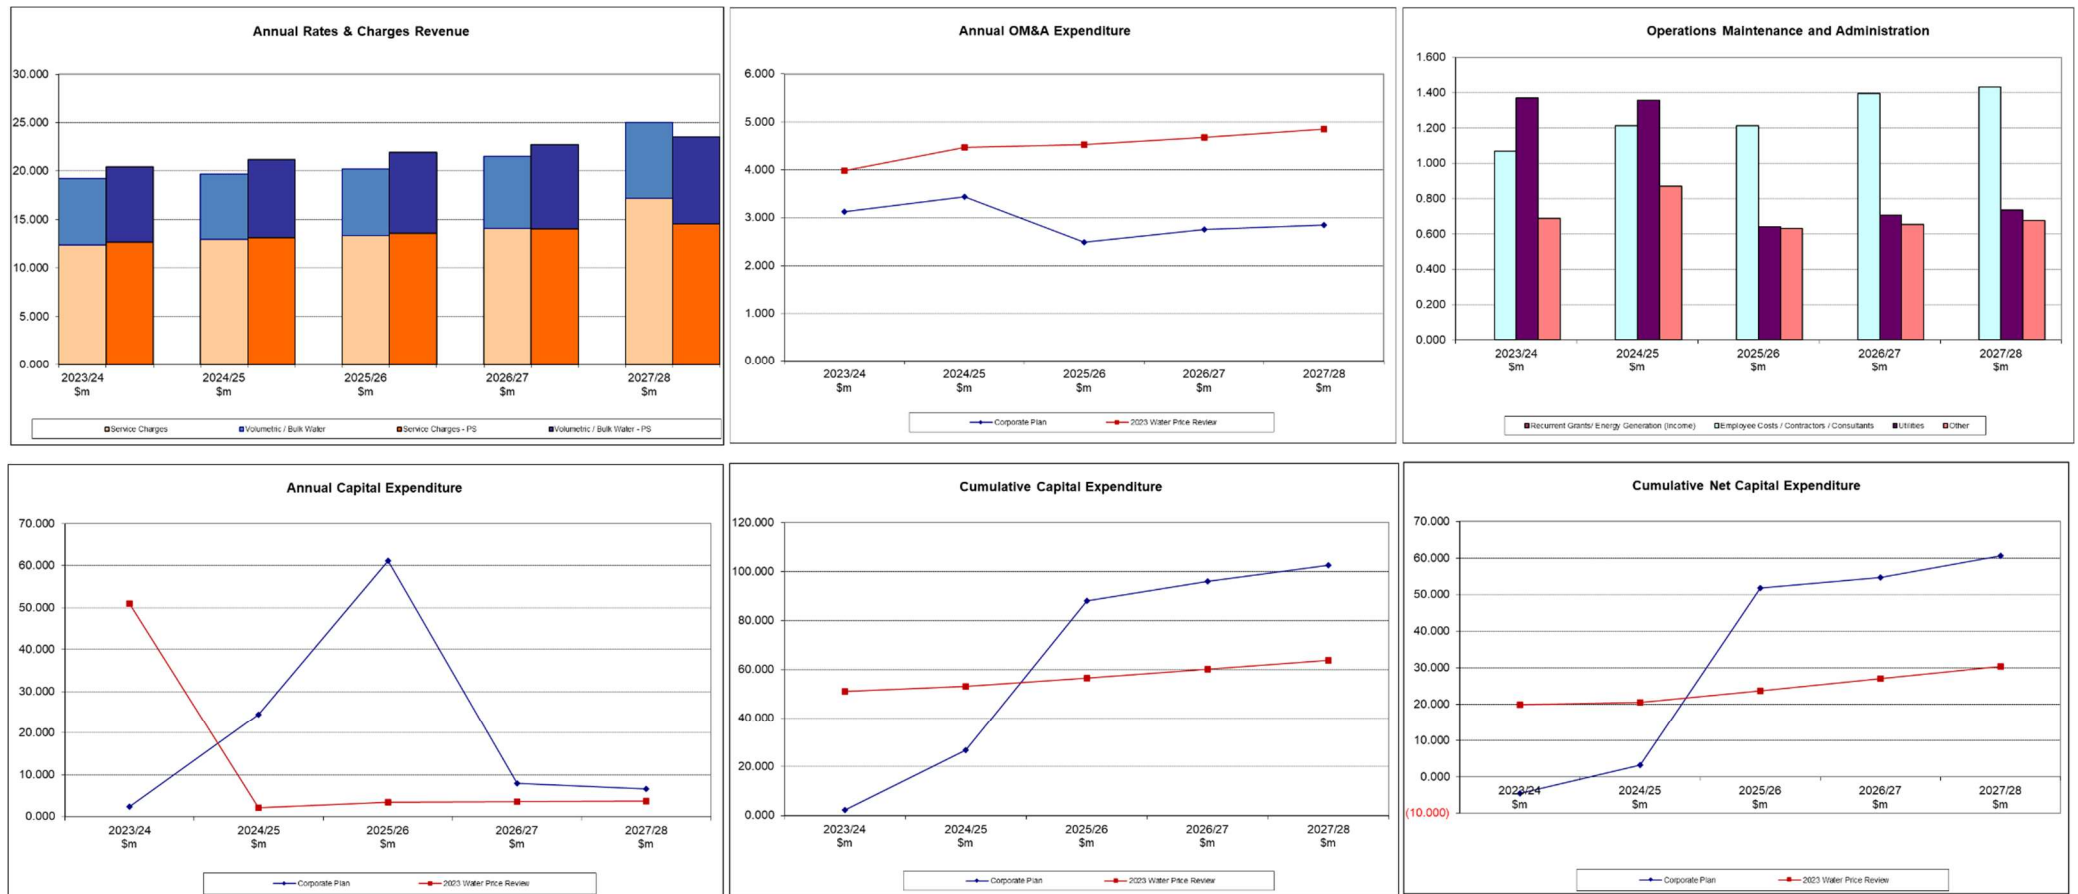 Annual Rates & Charges Revenue
30.000
25.000
20.000
15.000
10.000
5.000
0.000
2023/24 2024/25 2025/26 2026/27 2027/28
$m $m $m $m $m
Service Charges Volumetric / Bulk Water Service Charges - PS Volumetric / Bulk Water - PS
Annual OM&A Expenditure
6.000
5.000
4.000
3.000
2.000
1.000
0.000
2023/24 2024/25 2025/26 2026/27 2027/28
$m $m $m $m $m
Corporate Plan 2023 Water Price Review
Operations Maintenance and Administration
1.600
1.400
1.200
1.000
0.800
0.600
0.400
0.200
0.000
2023/24 2024/25 2025/26 2026/27 2027/28
$m $m $m $m $m
Recurrent Grants/ Energy Generation (Income) Employee Costs / Contractors / Consultants Utilities Other
Annual Capital Expenditure
70.000
60.000
50.000
40.000
30.000
20.000
10.000
0.000
2023/24 2024/25 2025/26 2026/27 2027/28
$m $m $m $m $m
Corporate Plan 2023 Water Price Review
Cumulative Capital Expenditure
120.000
100.000
80.000
60.000
40.000
20.000
0.000
2023/24 2024/25 2025/26 2026/27 2027/28
$m $m $m $m $m
Corporate Plan 2023 Water Price Review
Cumulative Net Capital Expenditure
70.000
60.000
50.000
40.000
30.000
20.000
10.000
0.000
2023/24 2024/25 2025/26 2026/27 2027/28
$m $m $m $m $m
(10.000)
Corporate Plan 2023 Water Price Review